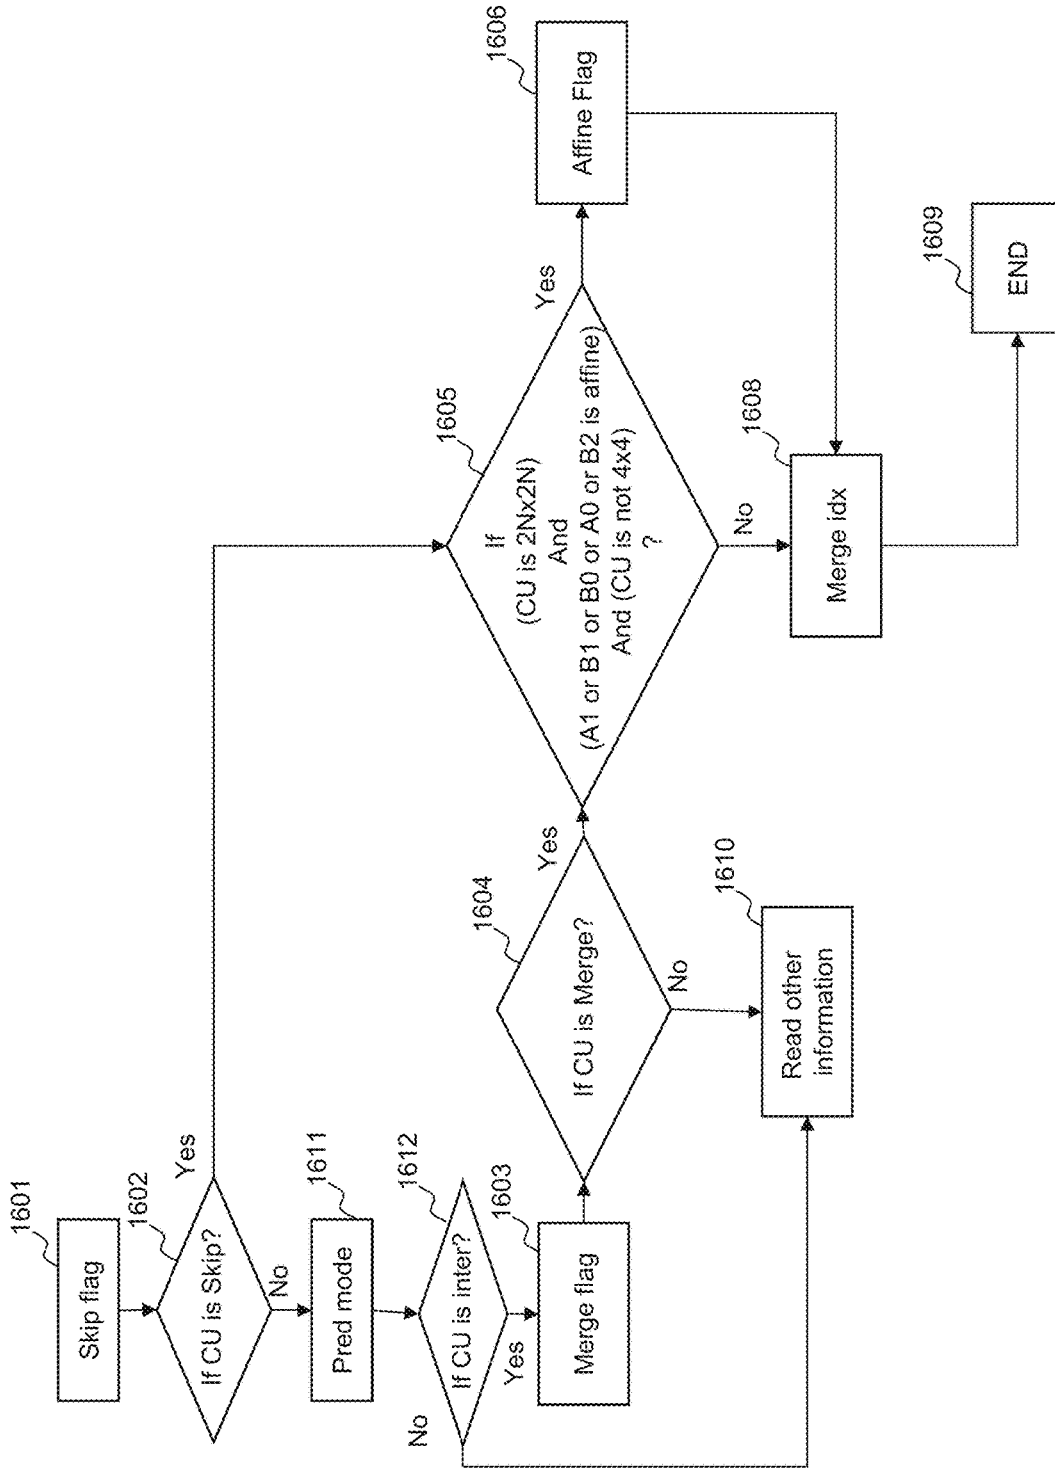 1601
Skip flag
1602
If CU is Skip?
Yes
No
1611
Pred mode
1612
If CU is inter?
No
Yes
1603
Merge flag
1604
If CU is Merge?
Yes
No
1610
Read other
information
1605
If
(CU is 2Nx2N)
And
(A1 or B1 or B0 or A0 or B2 is affine)
And (CU is not 4x4)
?
Yes
No
1606
Affine Flag
1608
Merge idx
1609
END